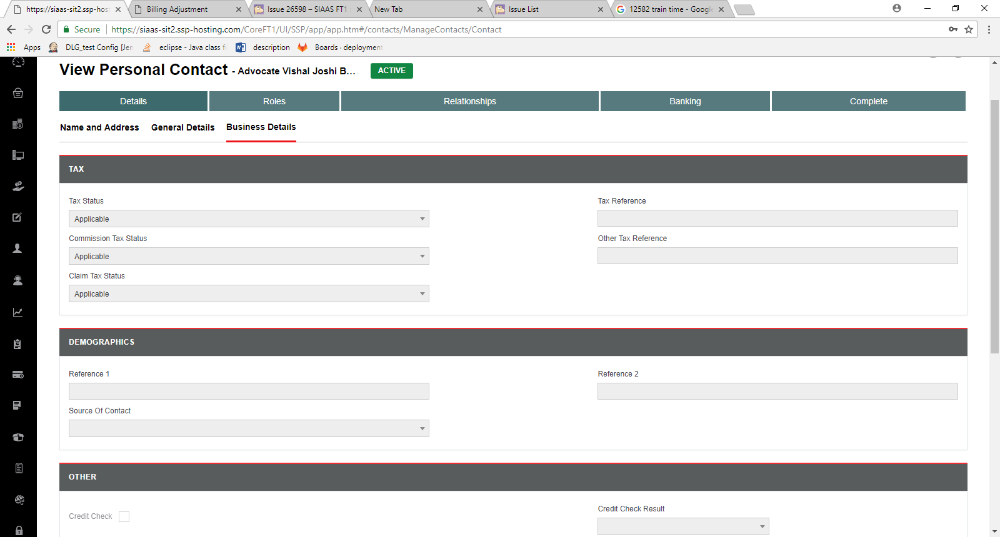 https://siaas-sit2.ssp-host
Billing Adjustment
Issue 26598 – SIAAS FT1
New Tab
Issue List
12582 train time - Google
Secure
https://siaas-sit2.ssp-hosting.com/CoreFT1/UI/SSP/app/app.htm#/contacts/ManageContacts/Contact
Apps
DLG_test Config [Jen
eclipse - Java class fi
description
Boards · deployment
View Personal Contact - Advocate Vishal Joshi B...
ACTIVE
Details
Roles
Relationships
Banking
Complete
Name and Address
General Details
Business Details
TAX
Tax Status
Tax Reference
Applicable
Commission Tax Status
Other Tax Reference
Applicable
Claim Tax Status
Applicable
DEMOGRAPHICS
Reference 1
Reference 2
Source Of Contact
OTHER
Credit Check
Credit Check Result